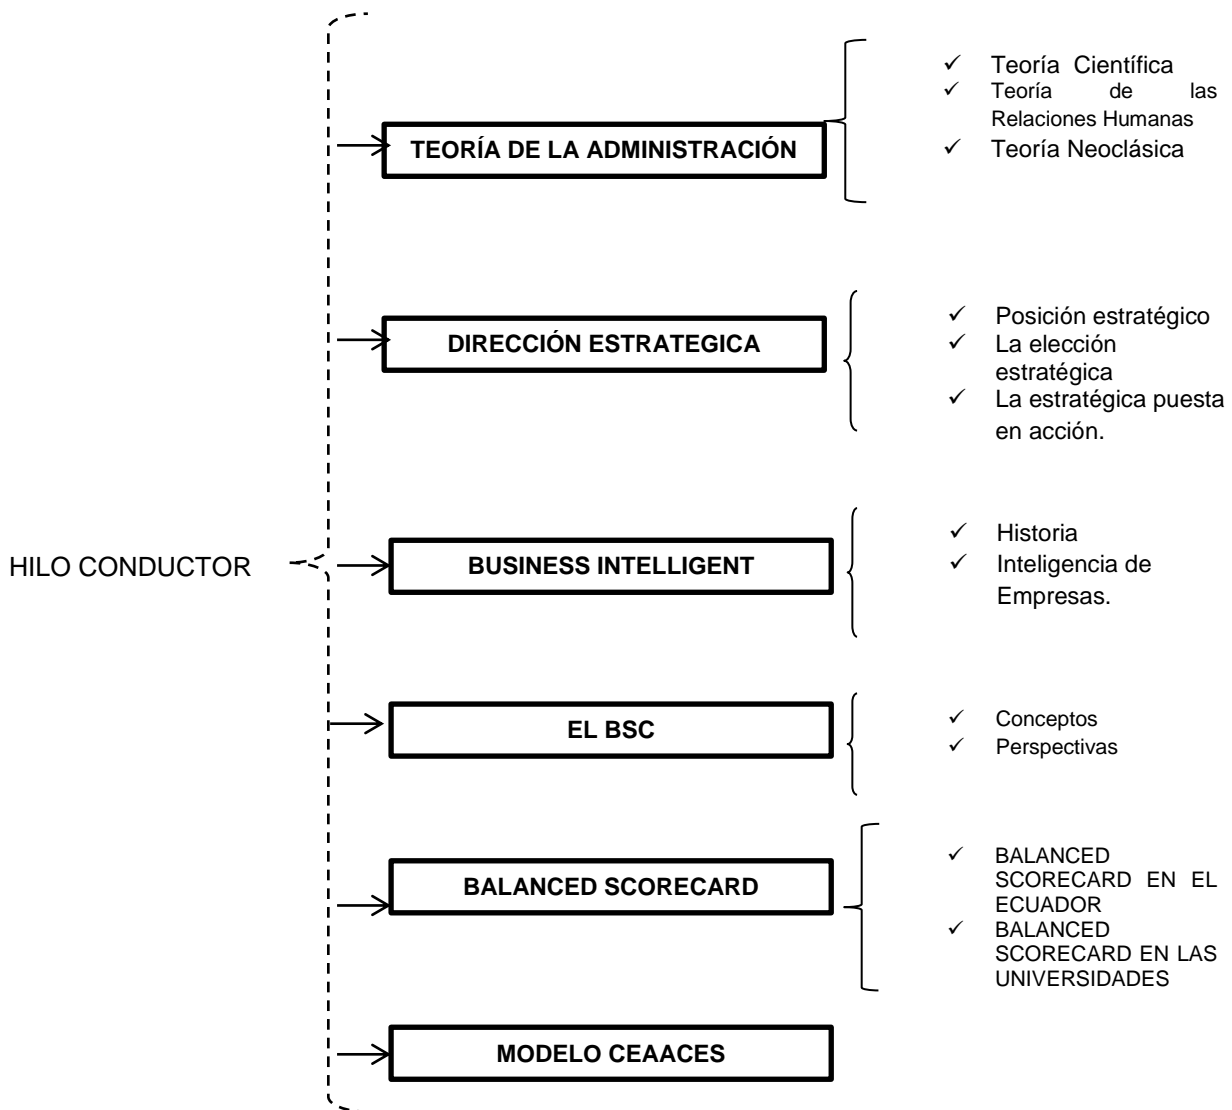 TEORÍA DE LA ADMINISTRACIÓN
✓ Teoría Científica
✓ Teoría de las
Relaciones Humanas
✓ Teoría Neoclásica
DIRECCIÓN ESTRATEGICA
✓ Posición estratégico
✓ La elección
estratégica
✓ La estratégica puesta
en acción.
HILO CONDUCTOR
BUSINESS INTELLIGENT
✓ Historia
✓ Inteligencia de
Empresas.
EL BSC
✓ Conceptos
✓ Perspectivas
BALANCED SCORECARD
✓ BALANCED
SCORECARD EN EL
ECUADOR
✓ BALANCED
SCORECARD EN LAS
UNIVERSIDADES
MODELO CEAACES